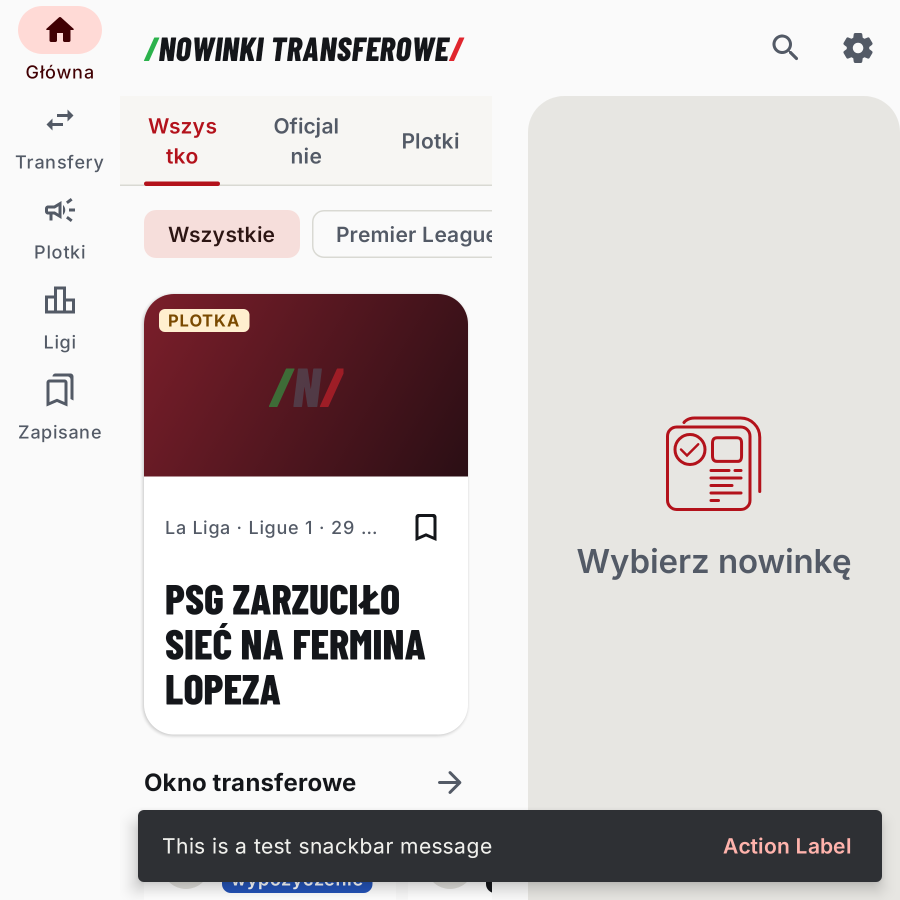 Główna
Transfery
Plotki
Ligi
Zapisane
/NOWINKI TRANSFEROWE/
Wszys
tko
Oficjal
nie
Plotki
Wszystkie
Premier League
PLOTKA
/N/
La Liga · Ligue 1 · 29 ...
PSG ZARZUCIŁO
SIEĆ NA FERMINA
LOPEZA
Okno transferowe
Wybierz nowinkę
This is a test snackbar message
Action Label
wypożyczenie